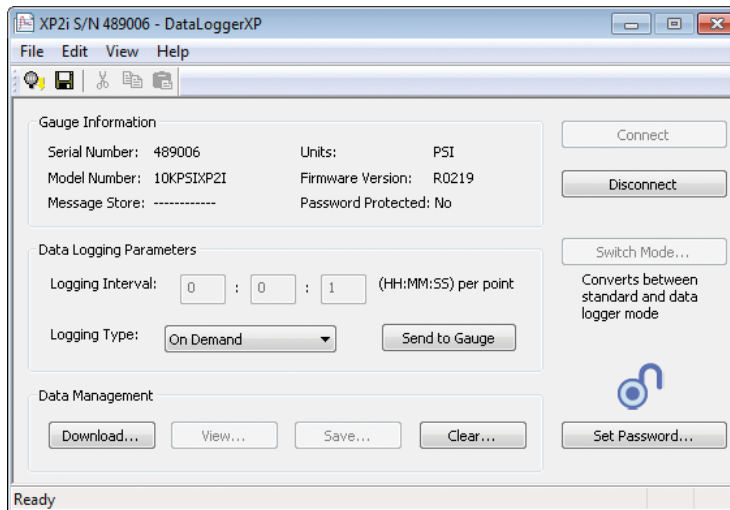 XP2i S/N 489006 - DataLoggerXP
File Edit View Help
Gauge Information
Serial Number: 489006 Units: PSI
Model Number: 10KPSIXP2I Firmware Version: R0219
Message Store: ------------ Password Protected: No
Connect
Disconnect
Data Logging Parameters
Logging Interval: 0 : 0 : 1 (HH:MM:SS) per point
Logging Type: On Demand Send to Gauge
Switch Mode...
Converts between
standard and data
logger mode
Data Management
Download... View... Save... Clear...
Set Password...
Ready